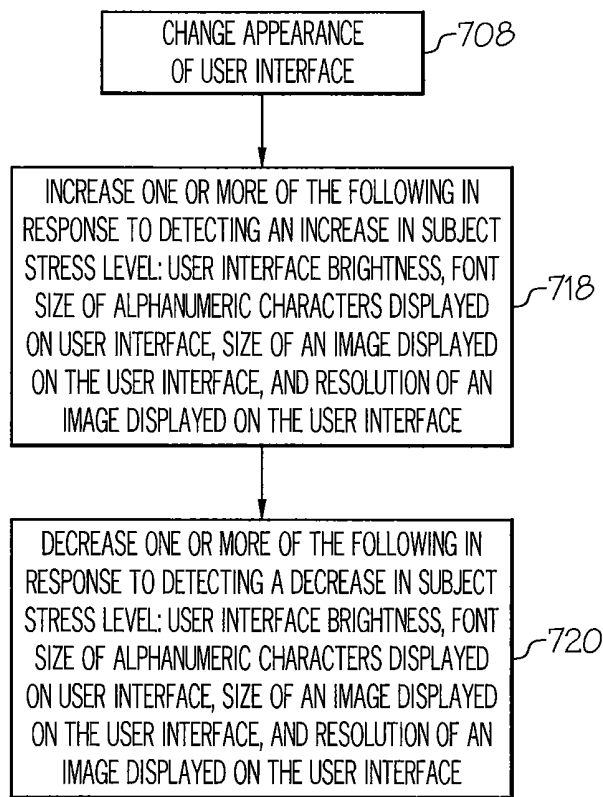 CHANGE APPEARANCE
OF USER INTERFACE
708
INCREASE ONE OR MORE OF THE FOLLOWING IN
RESPONSE TO DETECTING AN INCREASE IN SUBJECT
STRESS LEVEL: USER INTERFACE BRIGHTNESS, FONT
SIZE OF ALPHANUMERIC CHARACTERS DISPLAYED
ON USER INTERFACE, SIZE OF AN IMAGE DISPLAYED
ON THE USER INTERFACE, AND RESOLUTION OF AN
IMAGE DISPLAYED ON THE USER INTERFACE
718
DECREASE ONE OR MORE OF THE FOLLOWING IN
RESPONSE TO DETECTING A DECREASE IN SUBJECT
STRESS LEVEL: USER INTERFACE BRIGHTNESS, FONT
SIZE OF ALPHANUMERIC CHARACTERS DISPLAYED
ON USER INTERFACE, SIZE OF AN IMAGE DISPLAYED
ON THE USER INTERFACE, AND RESOLUTION OF AN
IMAGE DISPLAYED ON THE USER INTERFACE
720